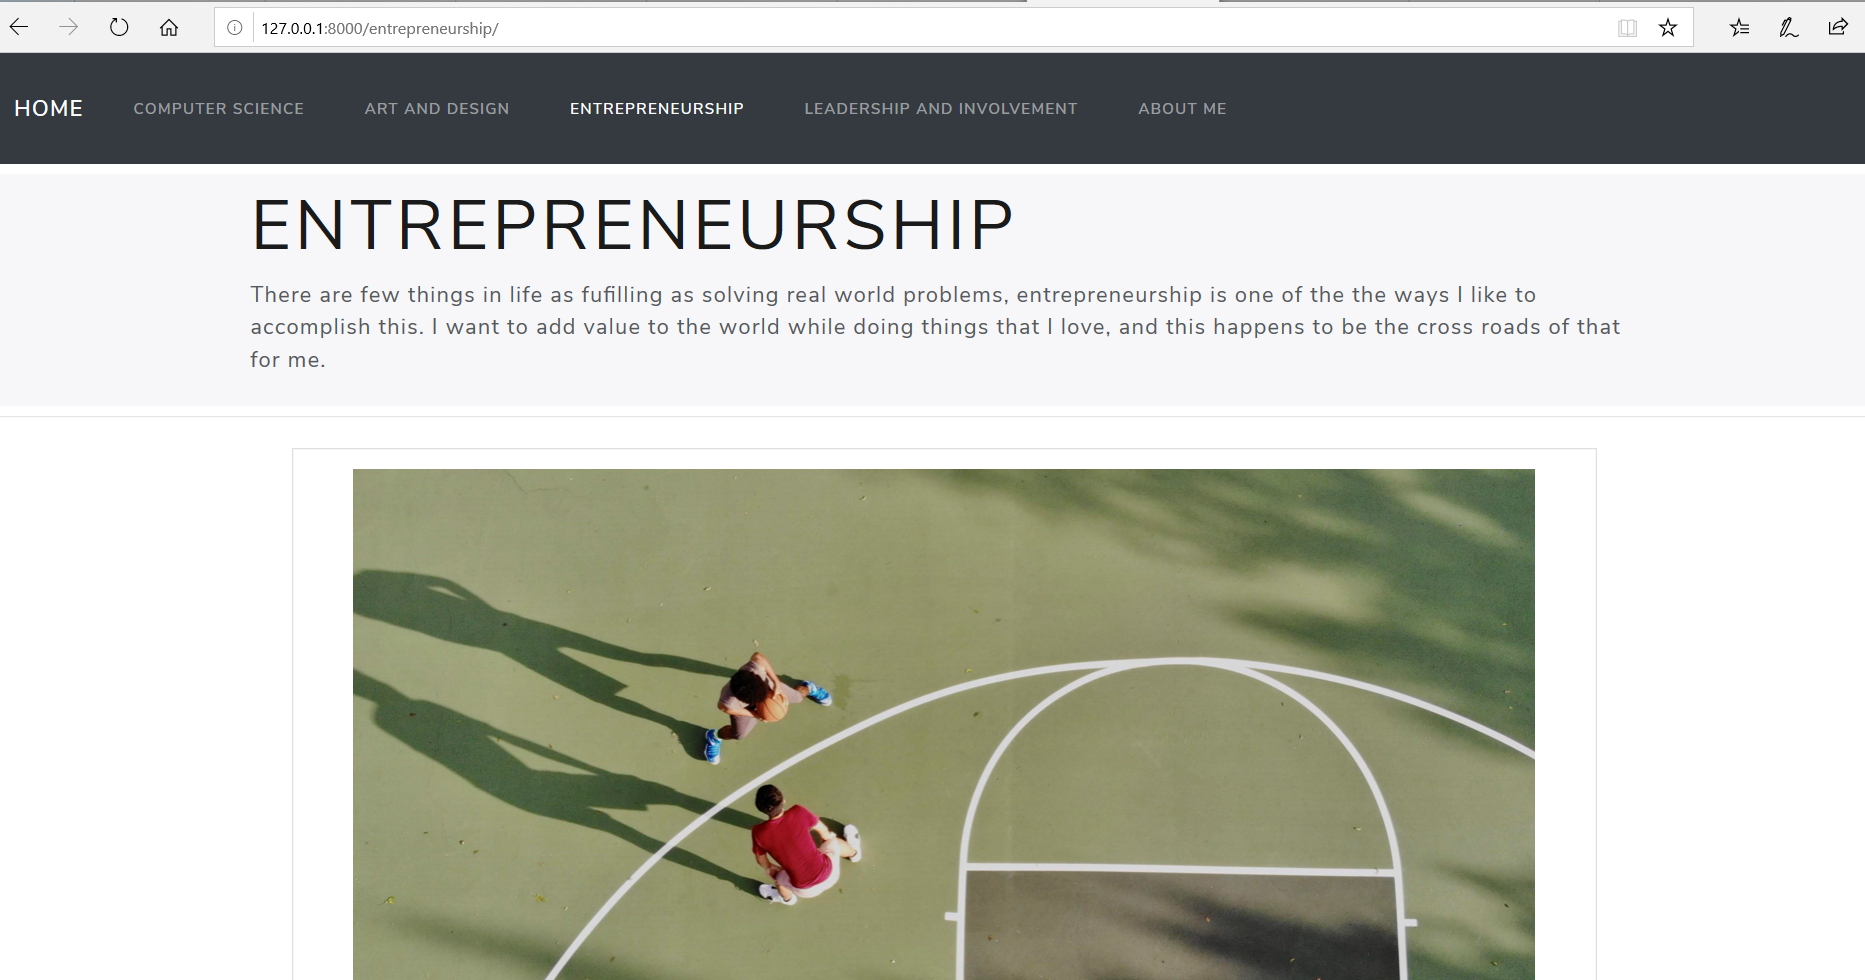 127.0.0.1:8000/entrepreneurship/
HOME COMPUTER SCIENCE ART AND DESIGN ENTREPRENEURSHIP LEADERSHIP AND INVOLVEMENT ABOUT ME
ENTREPRENEURSHIP
There are few things in life as fufilling as solving real world problems, entrepreneurship is one of the the ways I like to
accomplish this. I want to add value to the world while doing things that I love, and this happens to be the cross roads of that
for me.